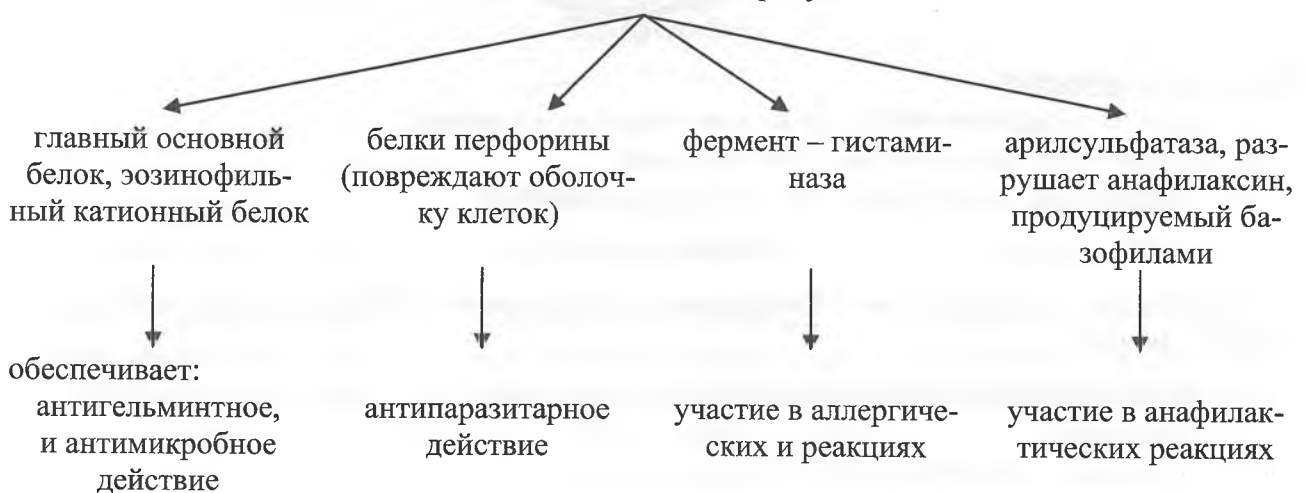 главный основной
белок, эозинофиль-
ный катионный белок
белки перфорины
(повреждают оболоч-
ку клеток)
фермент – гистами-
наза
арилсульфатаза, раз-
рушает анафилаксин,
продуцируемый ба-
зофилами
обеспечивает:
антигельминтное,
и антимикробное
действие
антипаразитарное
действие
участие в аллергиче-
ских и реакциях
участие в анафилак-
тических реакциях